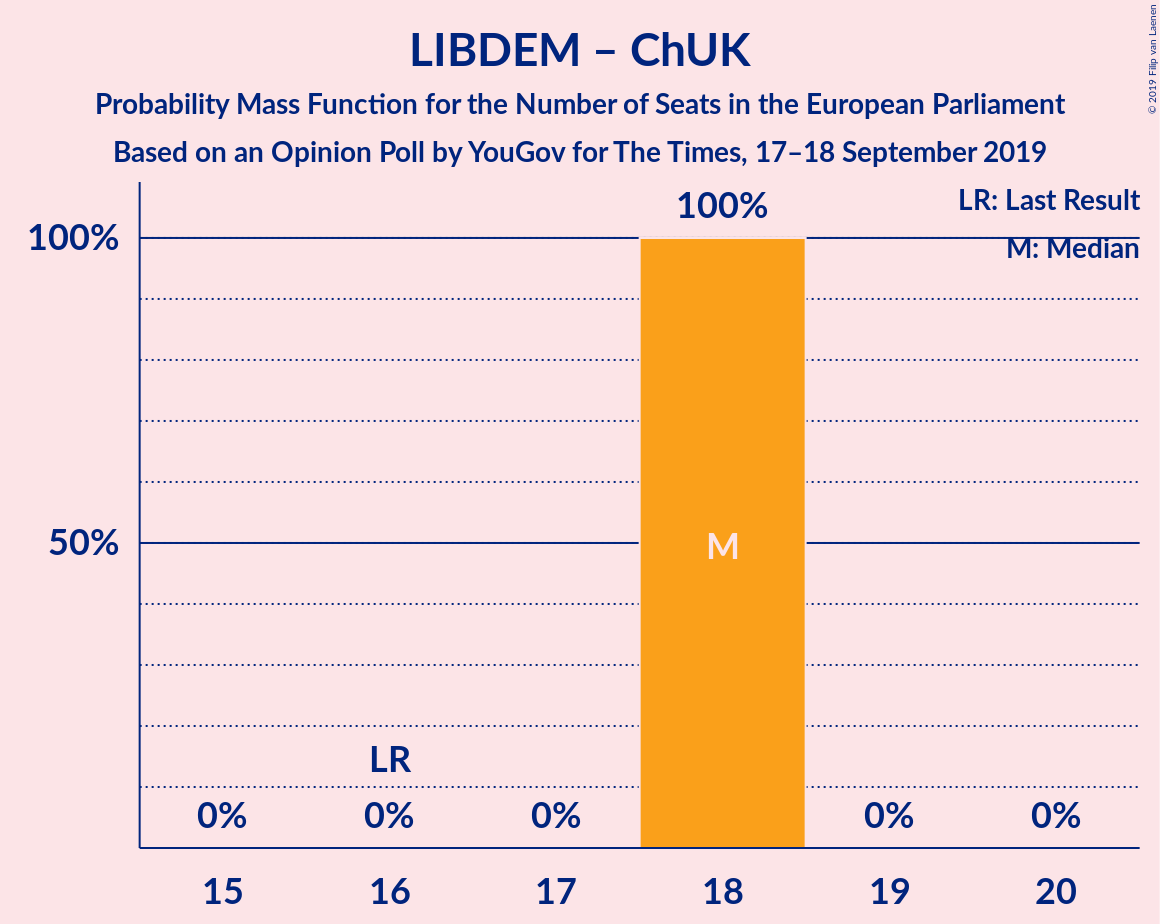 LIBDEM – ChUK
Probability Mass Function for the Number of Seats in the European Parliament
Based on an Opinion Poll by YouGov for The Times, 17–18 September 2019
© 2019 Filip van Laenen
LR: Last Result
M: Median
100%
100%
50%
M
LR
0% 0% 0% 0% 0%
15 16 17 18 19 20